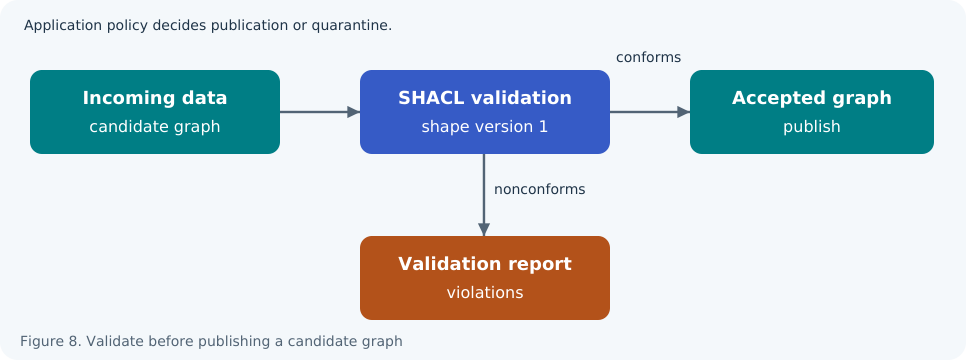 Application policy decides publication or quarantine.
conforms
Incoming data
candidate graph
SHACL validation
shape version 1
Accepted graph
publish
nonconforms
Validation report
violations
Figure 8. Validate before publishing a candidate graph